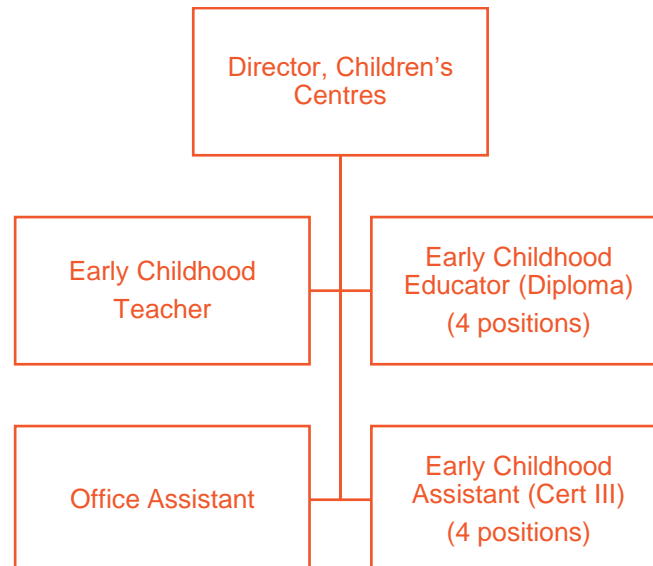 Director, Children’s
Centres
Early Childhood
Teacher
Early Childhood
Educator (Diploma)
(4 positions)
Office Assistant
Early Childhood
Assistant (Cert III)
(4 positions)